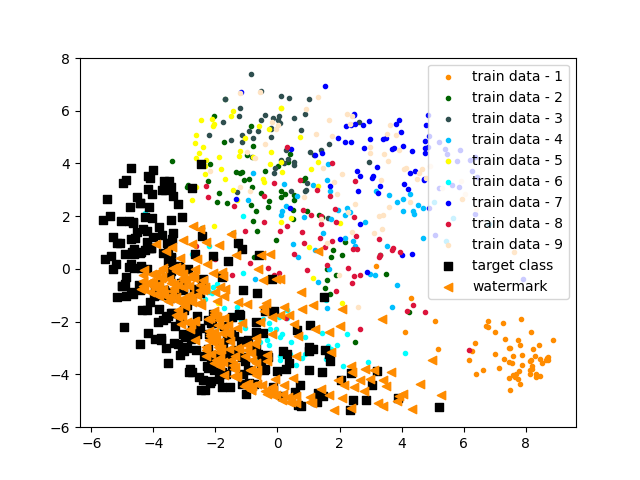 8
6
4
2
0
−2
−4
−6
−6
−4
−2
0
2
4
6
8
train data - 1
train data - 2
train data - 3
train data - 4
train data - 5
train data - 6
train data - 7
train data - 8
train data - 9
target class
watermark